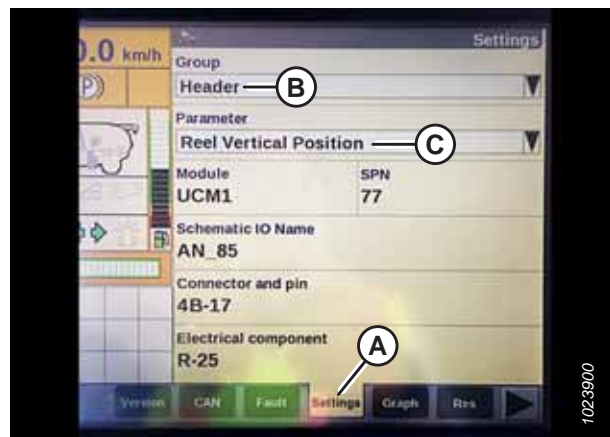 Settings
0.0 km/h
Group
Header
B
Parameter
Reel Vertical Position
C
Module
SPN
UCM1
77
Schematic IO Name
AN_85
Connector and pin
4B-17
Electrical component
A
R-25
Version
CAN
Fault
Settings
Graph
Res
1023900